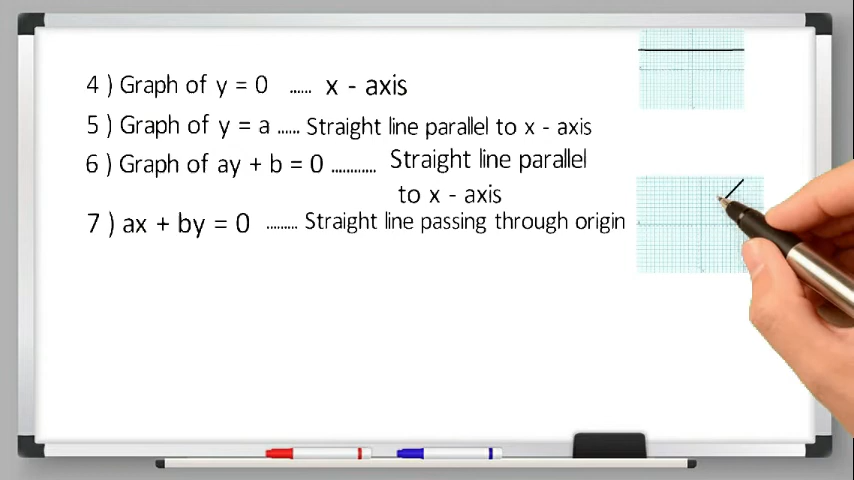 4 ) Graph of y = 0 ...... x - axis
5 ) Graph of y = a ...... Straight line parallel to x - axis
6 ) Graph of ay + b = 0 ............ Straight line parallel
to x - axis
7 ) ax + by = 0 ......... Straight line passing through origin